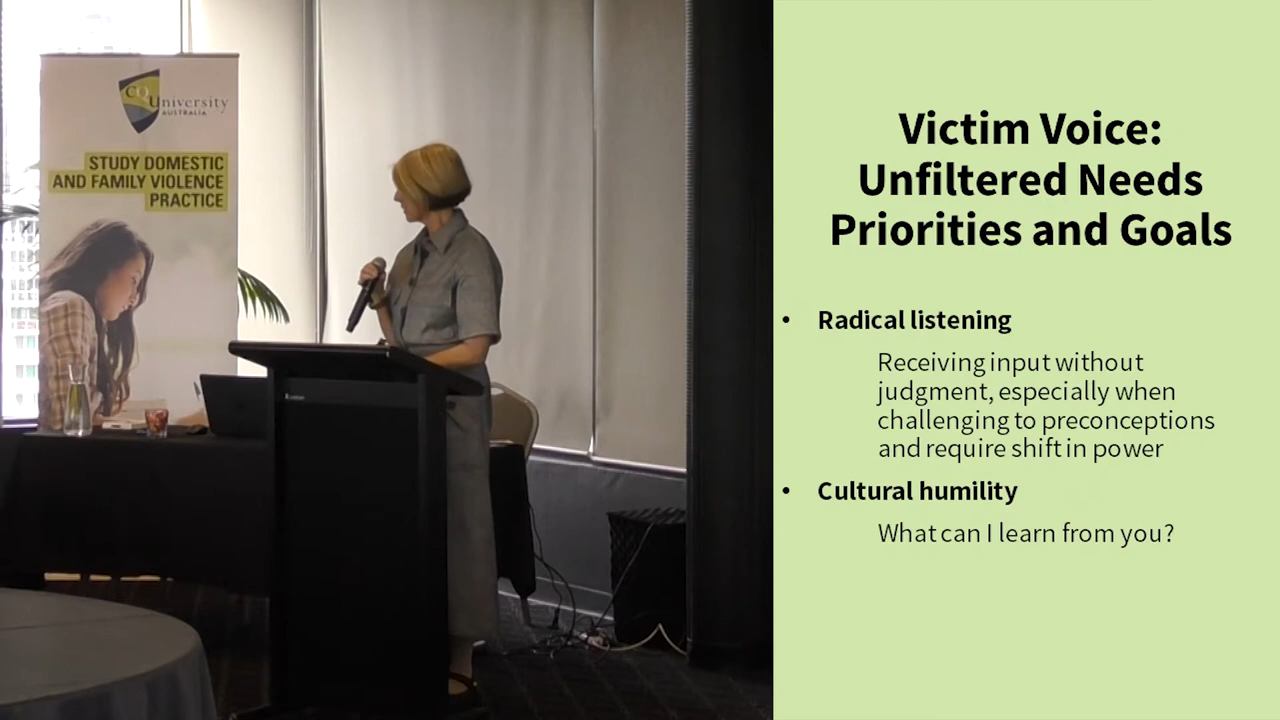 CQUniversity
AUSTRALIA
STUDY DOMESTIC
AND FAMILY VIOLENCE
PRACTICE
Victim Voice:
Unfiltered Needs
Priorities and Goals
• Radical listening
Receiving input without
judgment, especially when
challenging to preconceptions
and require shift in power
• Cultural humility
What can I learn from you?